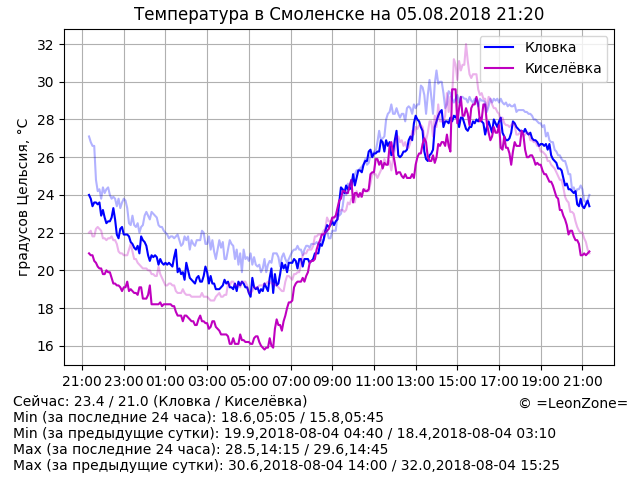 Температура в Смоленске на 05.08.2018 21:20
Кловка
Киселёвка
градусов Цельсия, °C
32
30
28
26
24
22
20
18
16
21:00 23:00 01:00 03:00 05:00 07:00 09:00 11:00 13:00 15:00 17:00 19:00 21:00
Сейчас: 23.4 / 21.0 (Кловка / Киселёвка)
© =LeonZone=
Min (за последние 24 часа): 18.6,05:05 / 15.8,05:45
Min (за предыдущие сутки): 19.9,2018-08-04 04:40 / 18.4,2018-08-04 03:10
Max (за последние 24 часа): 28.5,14:15 / 29.6,14:45
Max (за предыдущие сутки): 30.6,2018-08-04 14:00 / 32.0,2018-08-04 15:25